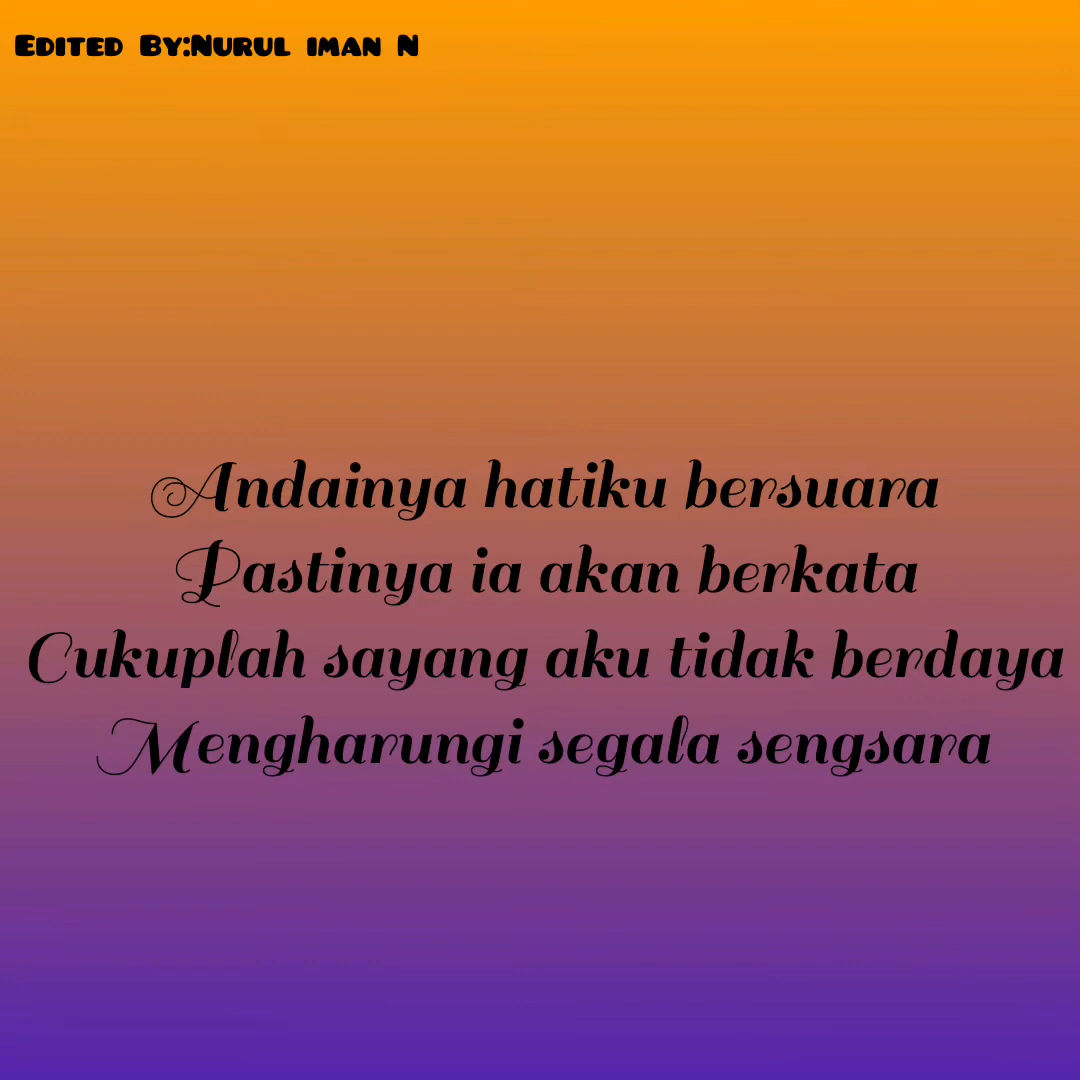 Edited By:Nurul iman N
Andainya hatiku bersuara
Pastinya ia akan berkata
Cukuplah sayang aku tidak berdaya
Mengharungi segala sengsara